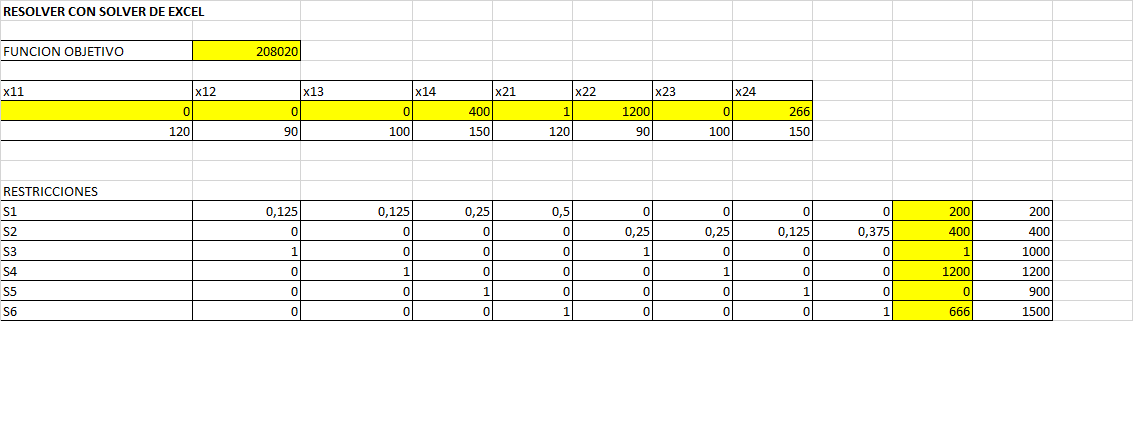 RESOLVER CON SOLVER DE EXCEL
FUNCION OBJETIVO 208020
x11 x12 x13 x14 x21 x22 x23 x24
0 0 0 400 1 1200 0 266
120 90 100 150 120 90 100 150
RESTRICCIONES
S1 0,125 0,125 0,25 0,5 0 0 0 0 200 200
S2 0 0 0 0 0,25 0,25 0,125 0,375 400 400
S3 1 0 0 0 1 0 0 0 1 1000
S4 0 1 0 0 0 1 0 0 1200 1200
S5 0 0 1 0 0 0 1 0 0 900
S6 0 0 0 1 0 0 0 1 666 1500